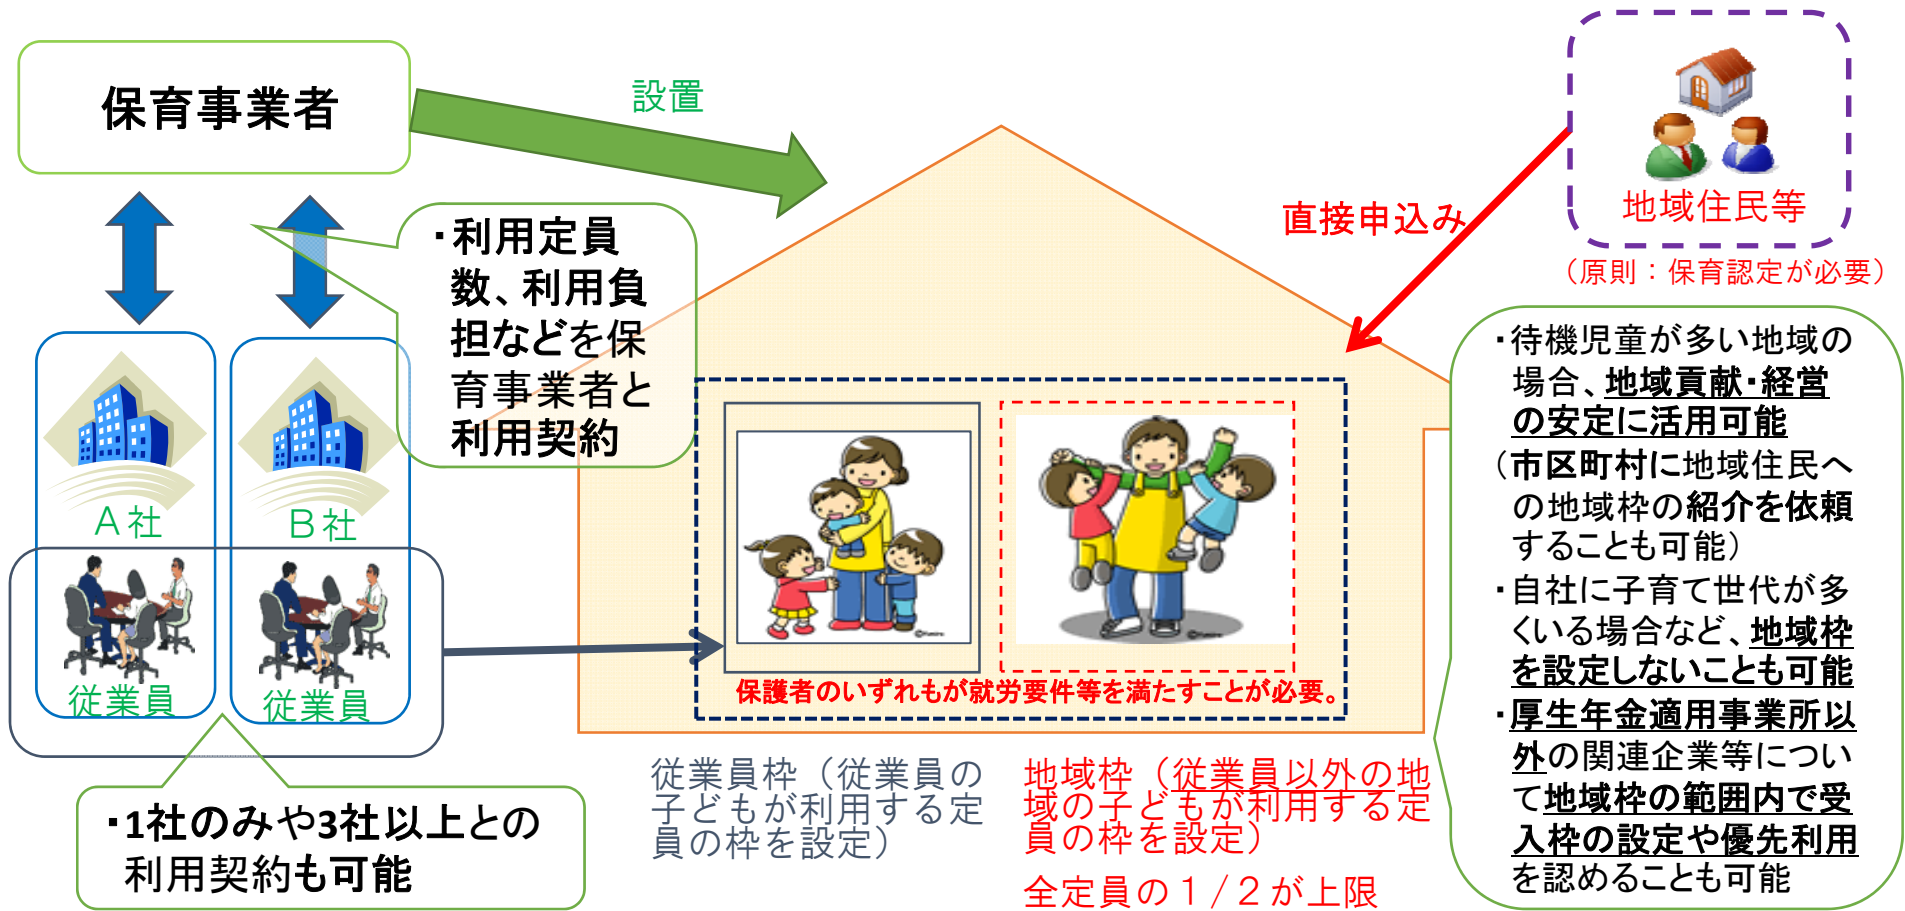 保育事業者
設置
地域住民等
直接申込み
（原則：保育認定が必要）
・利用定員
数、利用負
担などを保
育事業者と
利用契約
A社
B社
従業員
従業員
・1社のみや3社以上との
利用契約も可能
保護者のいずれもが就労要件等を満たすことが必要。
従業員枠（従業員の
子どもが利用する定
員の枠を設定）
地域枠（従業員以外の地
域の子どもが利用する定
員の枠を設定）
全定員の１/２が上限
・待機児童が多い地域の
場合、地域貢献・経営
の安定に活用可能
（市区町村に地域住民へ
の地域枠の紹介を依頼
することも可能）
・自社に子育て世代が多
くいる場合など、地域枠
を設定しないことも可能
・厚生年金適用事業所以
外の関連企業等につい
て地域枠の範囲内で受
入枠の設定や優先利用
を認めることも可能